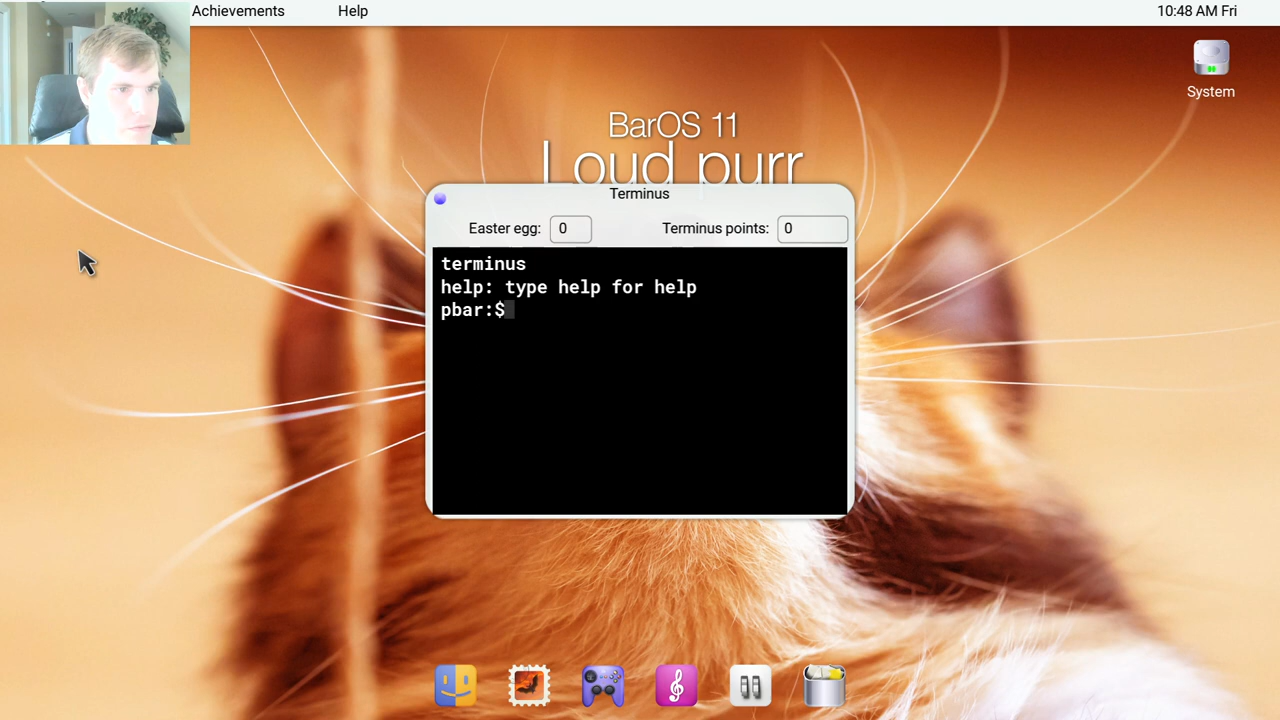 Achievements
Help
10:48 AM Fri
System
BarOS 11
Loud purr
Terminus
Easter egg: 0
Terminus points: 0
terminus
help: type help for help
pbar:$